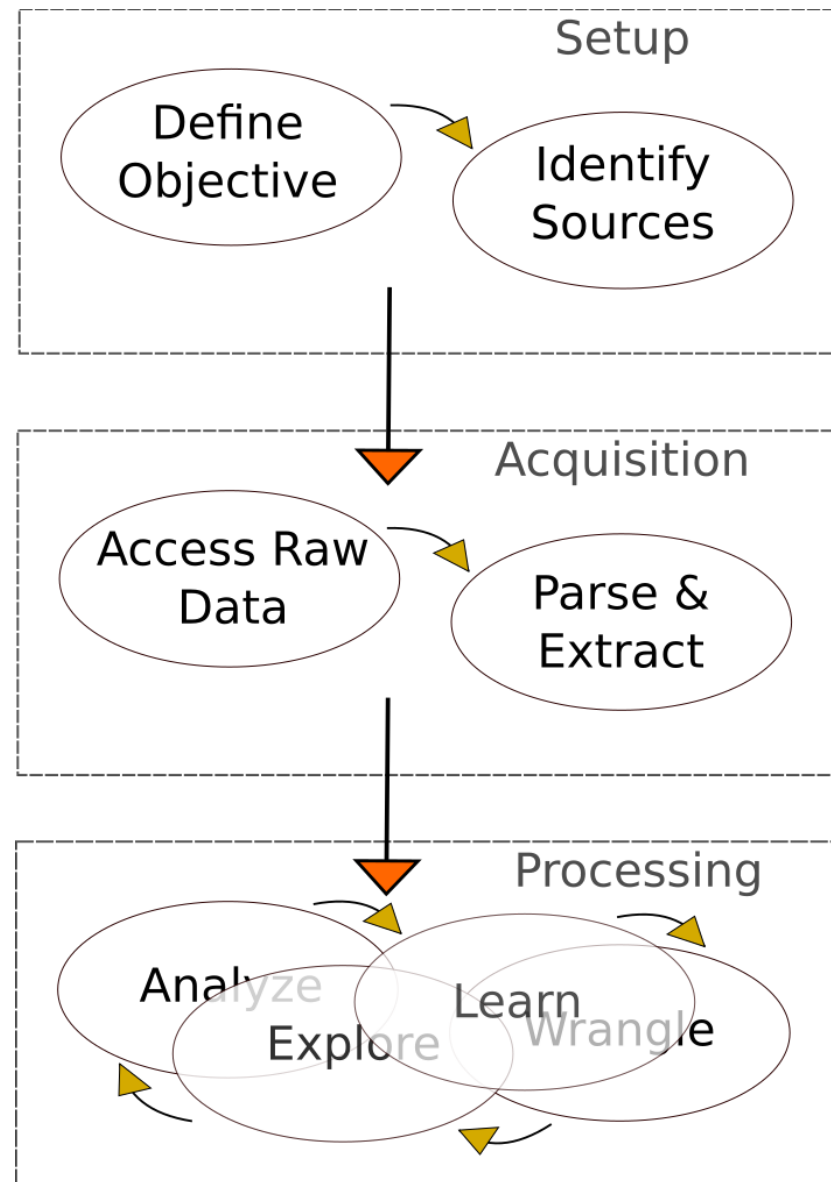 Setup
Define
Objective
Identify
Sources
Acquisition
Access Raw
Data
Parse &
Extract
Processing
Analyze
Explore
Learn
Wrangle